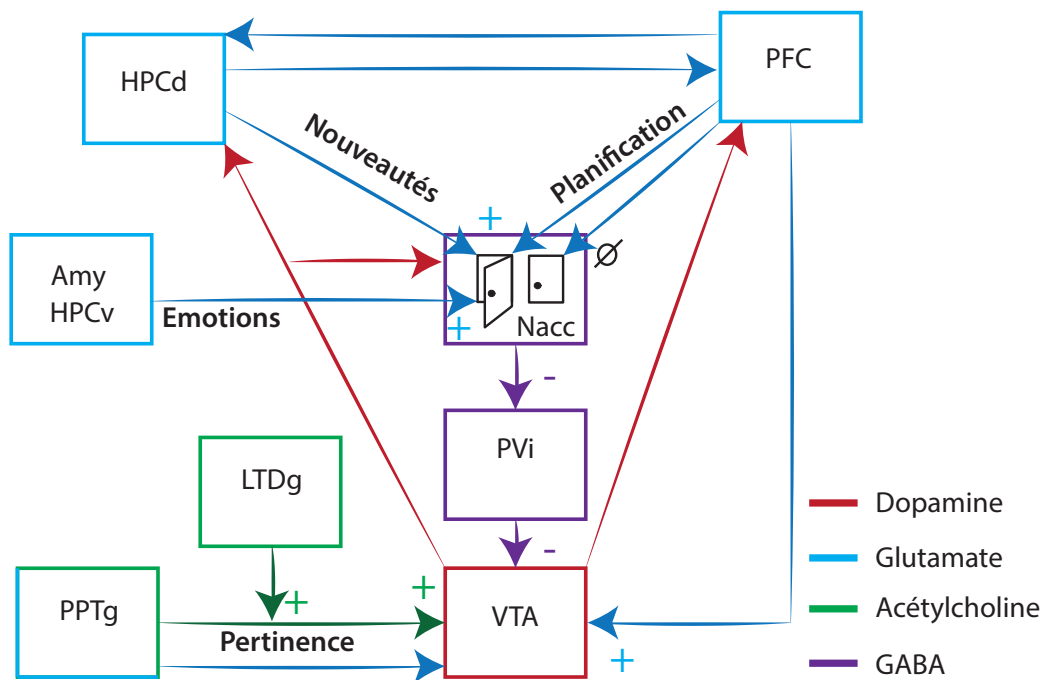 HPCd
PFC
Nouveautés
Planification
+
Ø
Amy
HPCv
Emotions
+
Nacc
-
PVi
LTDg
-
Dopamine
Glutamate
Acétylcholine
GABA
PPTg
+
+
VTA
Pertinence
+